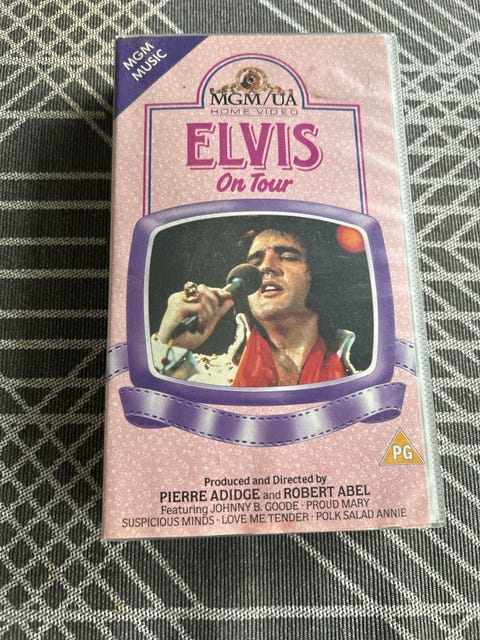 MGM
MUSIC
MGM/UA
HOME VIDEO
ELVIS
On Tour
PG
Produced and Directed by
PIERRE ADIDGE and ROBERT ABEL
Featuring JOHNNY B. GOODE · PROUD MARY
SUSPICIOUS MINDS · LOVE ME TENDER · POLK SALAD ANNIE